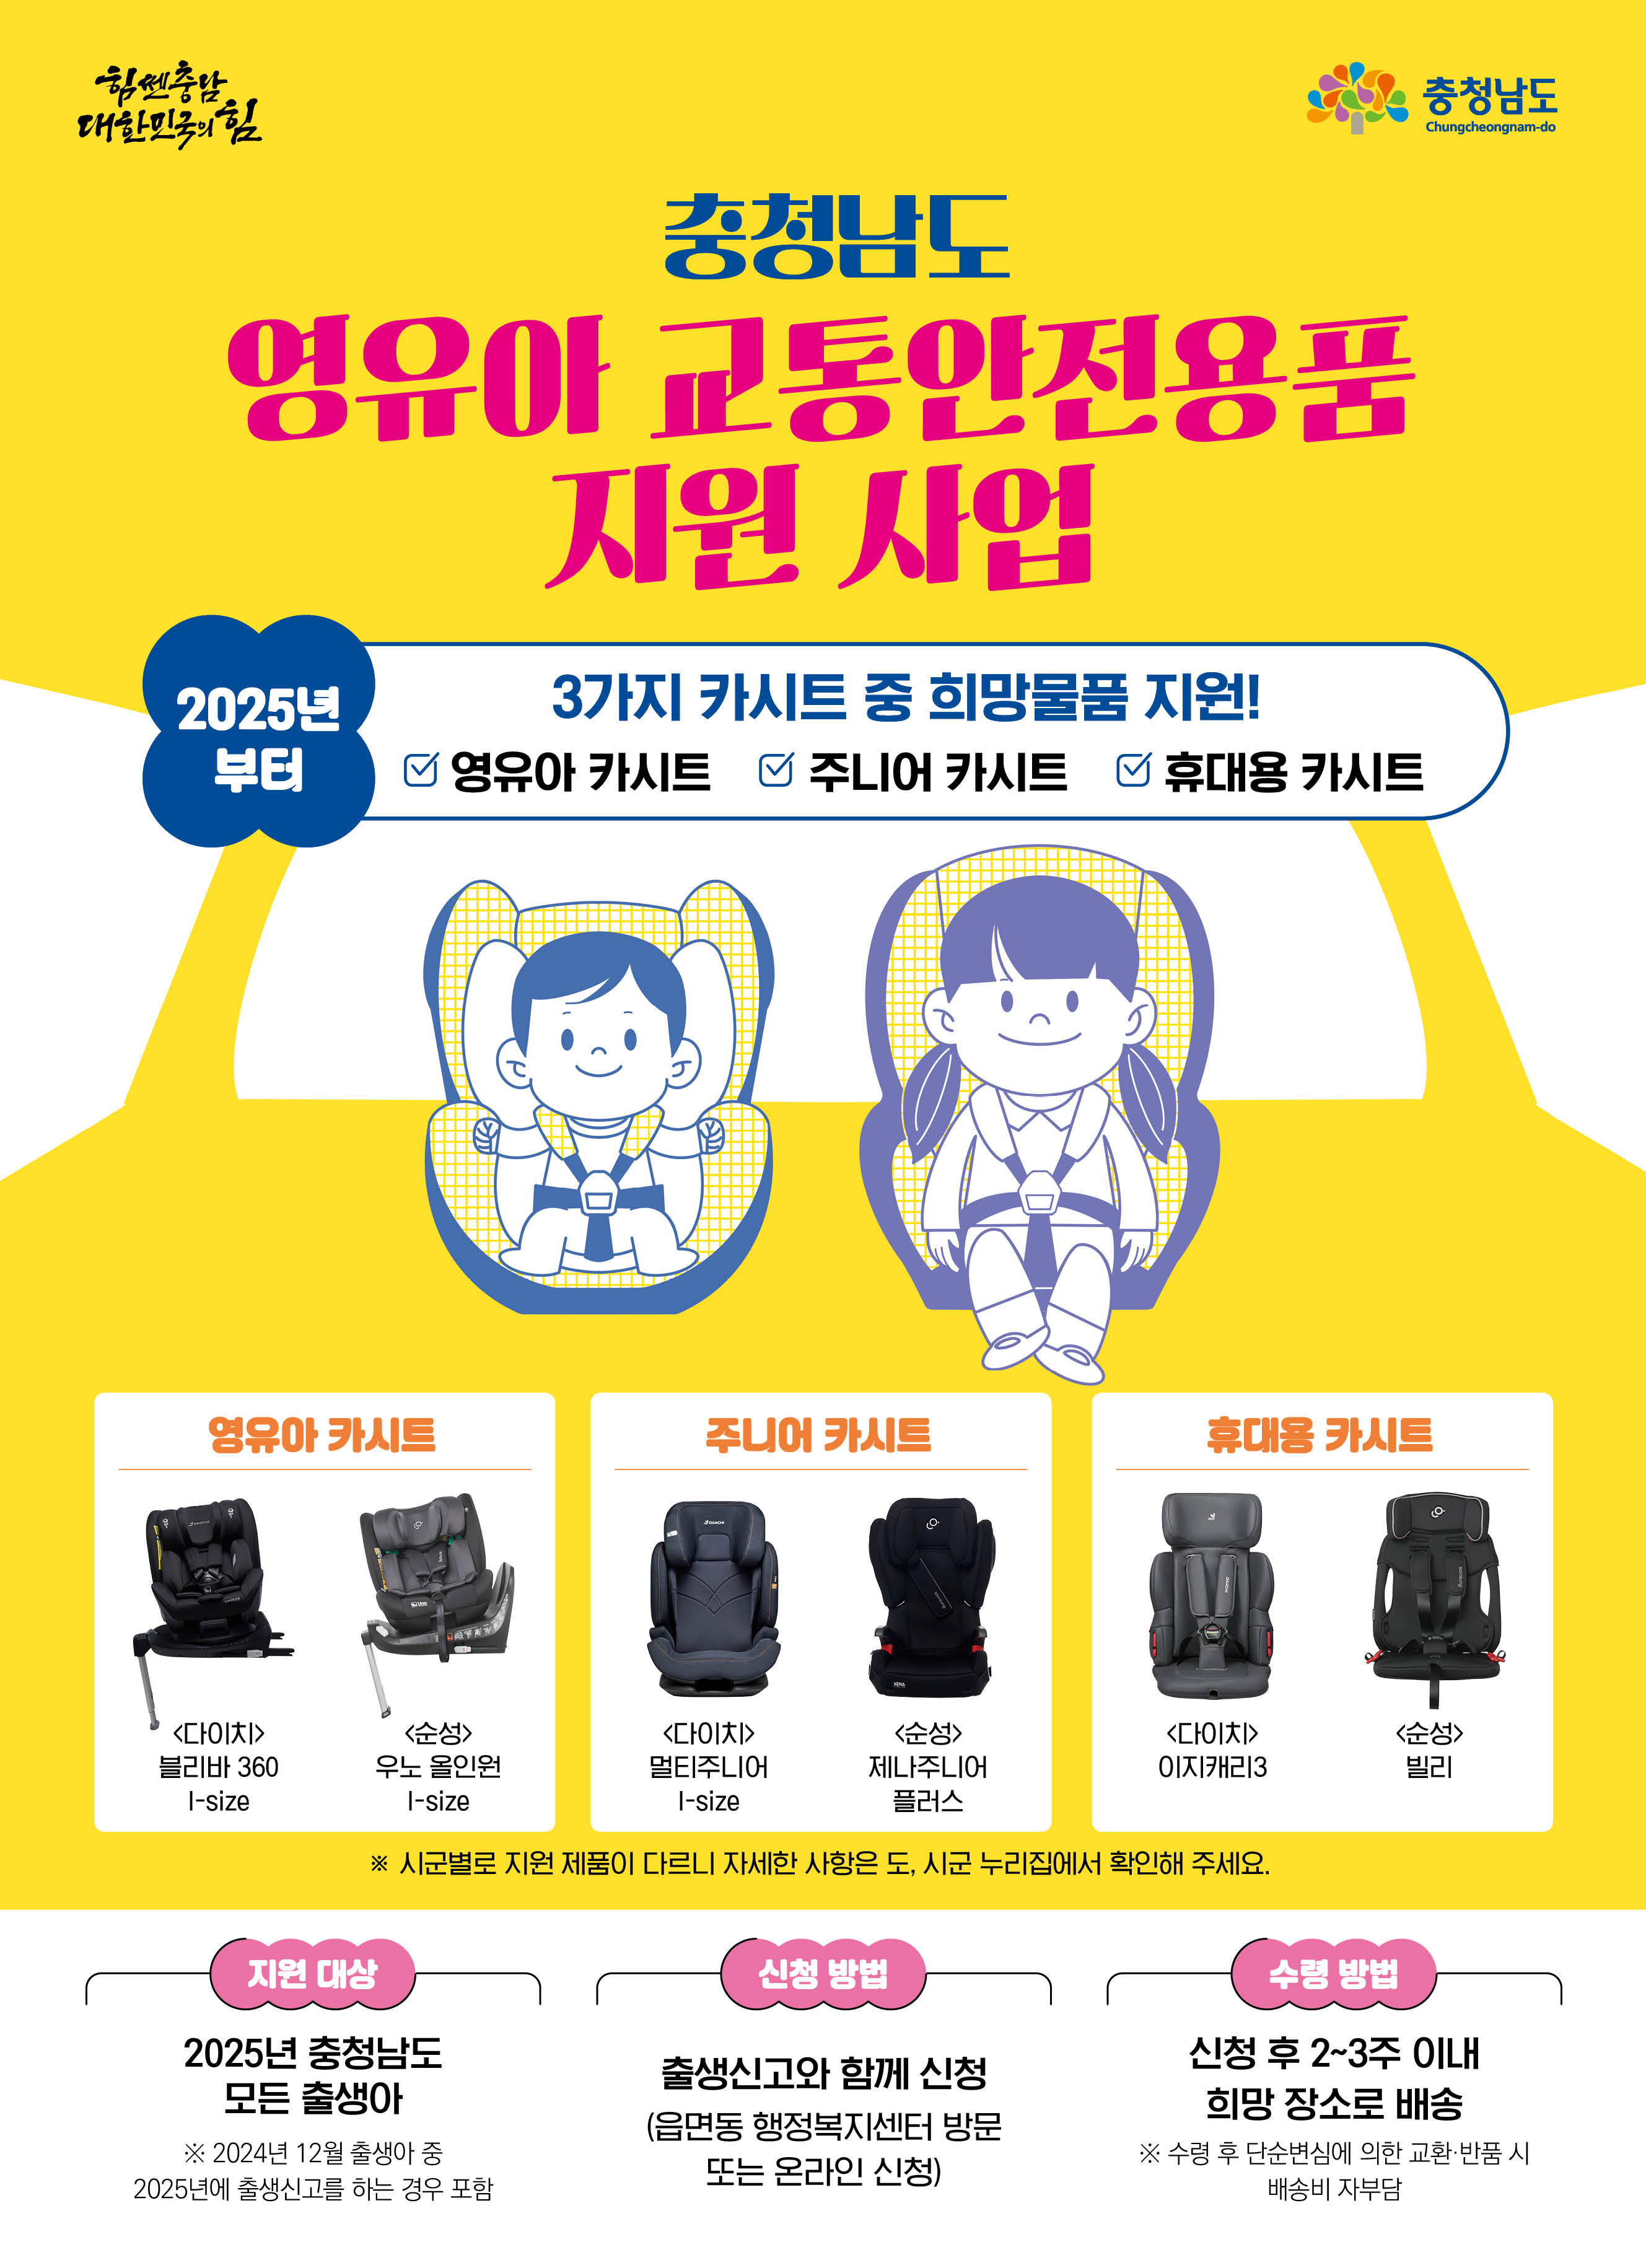 힘쎈충남
대한민국의 힘
충청남도
Chungcheongnam-do
충청남도
영유아 교통안전용품
지원 사업
2025년
부터
3가지 카시트 중 희망물품 지원!
영유아 카시트 주니어 카시트 휴대용 카시트
영유아 카시트
<다이치>
블리바 360
I-size
<순성>
우노 올인원
I-size
주니어 카시트
DAIICHI
XENA
<다이치>
멀티주니어
I-size
<순성>
제나주니어
플러스
휴대용 카시트
<다이치>
이지캐리3
<순성>
빌리
※ 시군별로 지원 제품이 다르니 자세한 사항은 도, 시군 누리집에서 확인해 주세요.
지원 대상
2025년 충청남도
모든 출생아
※ 2024년 12월 출생아 중
2025년에 출생신고를 하는 경우 포함
신청 방법
출생신고와 함께 신청
(읍면동 행정복지센터 방문
또는 온라인 신청)
수령 방법
신청 후 2~3주 이내
희망 장소로 배송
※ 수령 후 단순변심에 의한 교환·반품 시
배송비 자부담